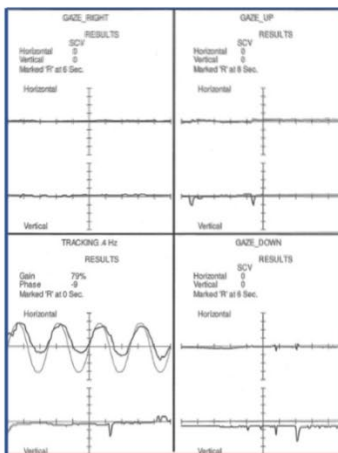 GAZE_RIGHT
RESULTS
SCV
Horizontal 0
Vertical 0
Marked 'R' at 6 Sec.
Horizontal
Vertical
GAZE_UP
RESULTS
SCV
Horizontal 0
Vertical 0
Marked 'R' at 8 Sec.
Horizontal
Vertical
TRACKING .4 Hz
RESULTS
Gain 79%
Phase -9
Marked 'R' at 0 Sec.
Horizontal
Vertical
GAZE_DOWN
RESULTS
SCV
Horizontal 0
Vertical 0
Marked 'R' at 6 Sec.
Horizontal
Vertical